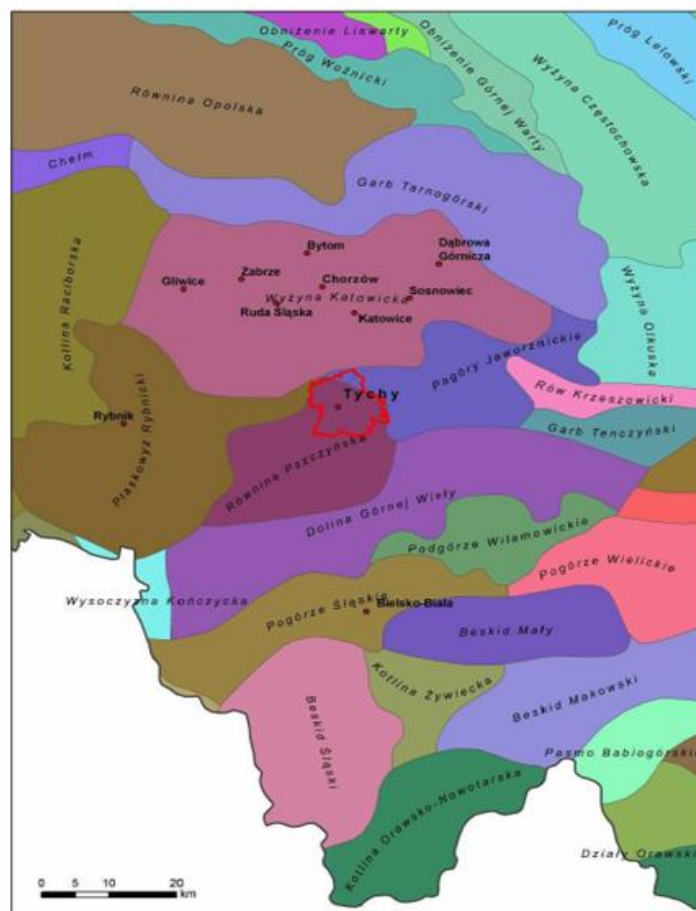 Obniżenie Liswarty
Próg Woźnicki
Obniżenie Górnej Warty
Próg Lelowski
Wyżyna Częstochowska
Równina Opolska
Chełm
Garb Tarnogórski
Kotlina Raciborska
Bytom
Dąbrowa
Górnicza
Zabrze
Gliwice
Chorzów
Wyżyna Katowicka
Sosnowiec
Ruda Śląska
Katowice
Wyżyna Olkuska
Pagóry Jaworznickie
Rów Krzeszowicki
Tychy
Rybnik
Płaskowyż Rybnicki
Garb Tenczyński
Równina Pszczyńska
Dolina Górnej Wisły
Podgórze Wilamowickie
Pogórze Wielickie
Wysoczyzna Kończycka
Pogórze Śląskie
Bielsko-Biała
Beskid Mały
Kotlina Żywiecka
Beskid Śląski
Beskid Makowski
Pasmo Babiogórskie
Kotlina Orawsko-Nowotarska
Działy Orawskie
0 5 10 20
km